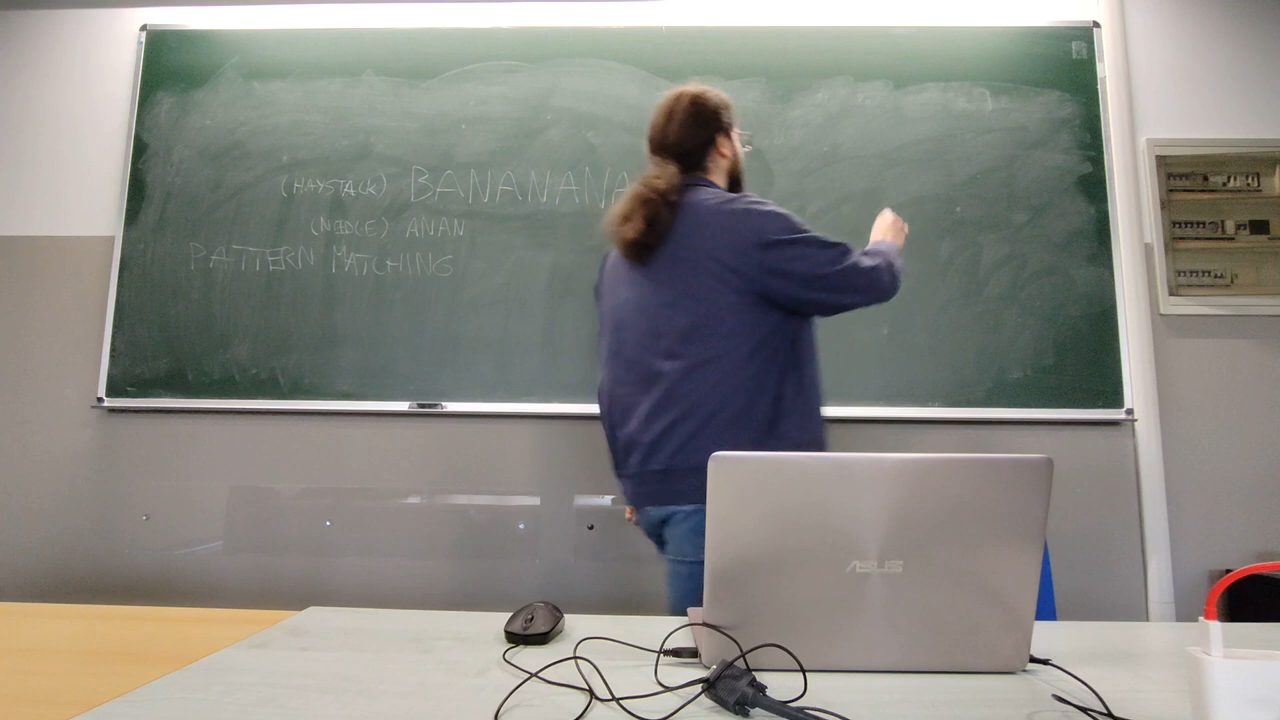 (HAYSTACK) BANANANA
(NEEDLE) ANAN
PATTERN MATCHING
ASUS